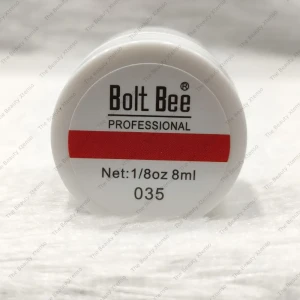 Bolt Bee®
PROFESSIONAL
Net:1/8oz 8ml
035